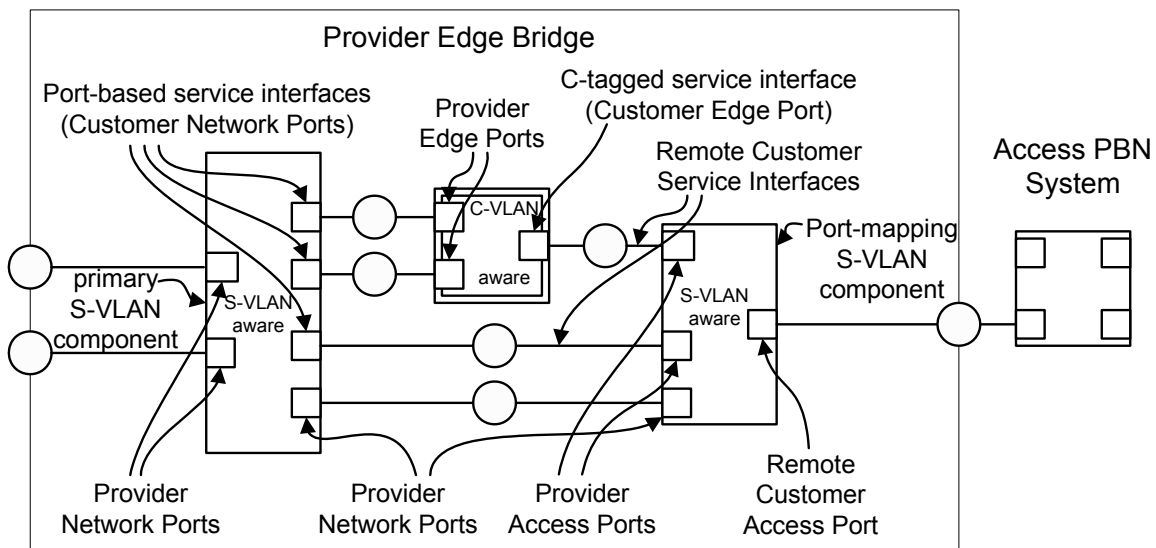 Provider Edge Bridge
Port-based service interfaces
(Customer Network Ports)
Provider
Edge Ports
C-tagged service interface
(Customer Edge Port)
Remote Customer
Service Interfaces
Access PBN
System
C-VLAN
aware
Port-mapping
S-VLAN
component
primary
S-VLAN
component
S-VLAN
aware
S-VLAN
aware
Provider
Network Ports
Provider
Network Ports
Provider
Access Ports
Remote
Customer
Access Port